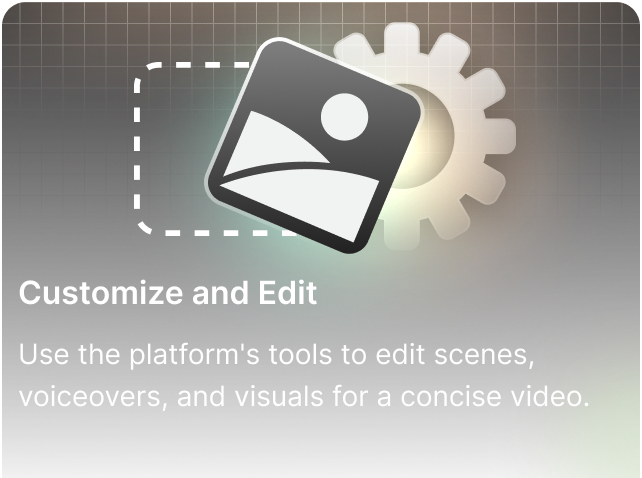 Customize and Edit
Use the platform's tools to edit scenes,
voiceovers, and visuals for a concise video.